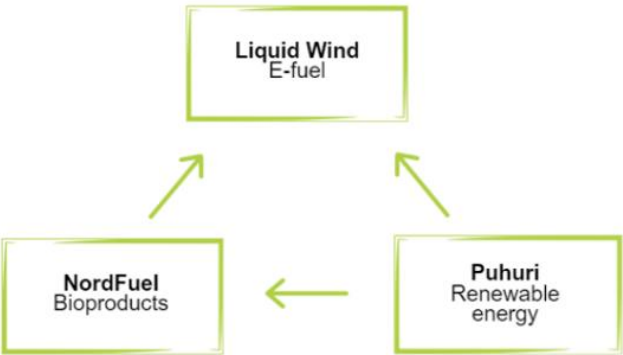 Liquid Wind
E-fuel
NordFuel
Bioproducts
Puhuri
Renewable
energy